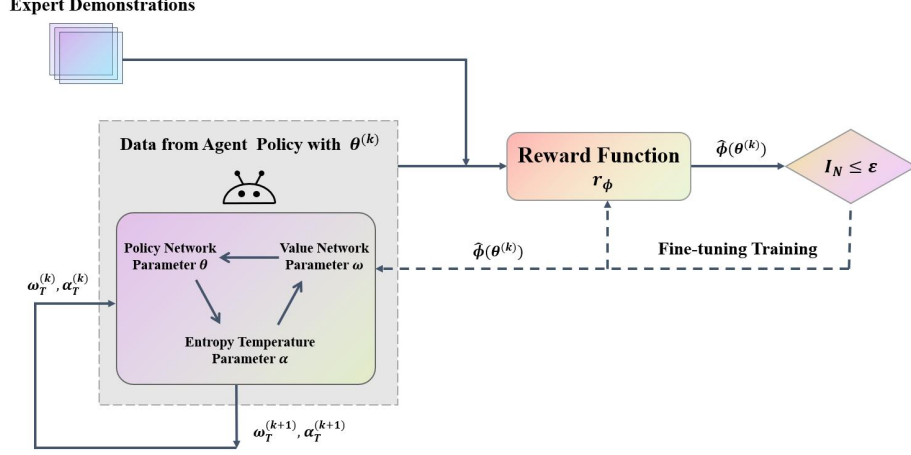 Expert Demonstrations
Data from Agent Policy with θ^(k)
Reward Function
r_ϕ
ϕ̂(θ^(k))
I_N ≤ ε
Policy Network
Parameter θ
Value Network
Parameter ω
ϕ̂(θ^(k))
Fine-tuning Training
ω_T^(k), α_T^(k)
Entropy Temperature
Parameter α
ω_T^(k+1), α_T^(k+1)